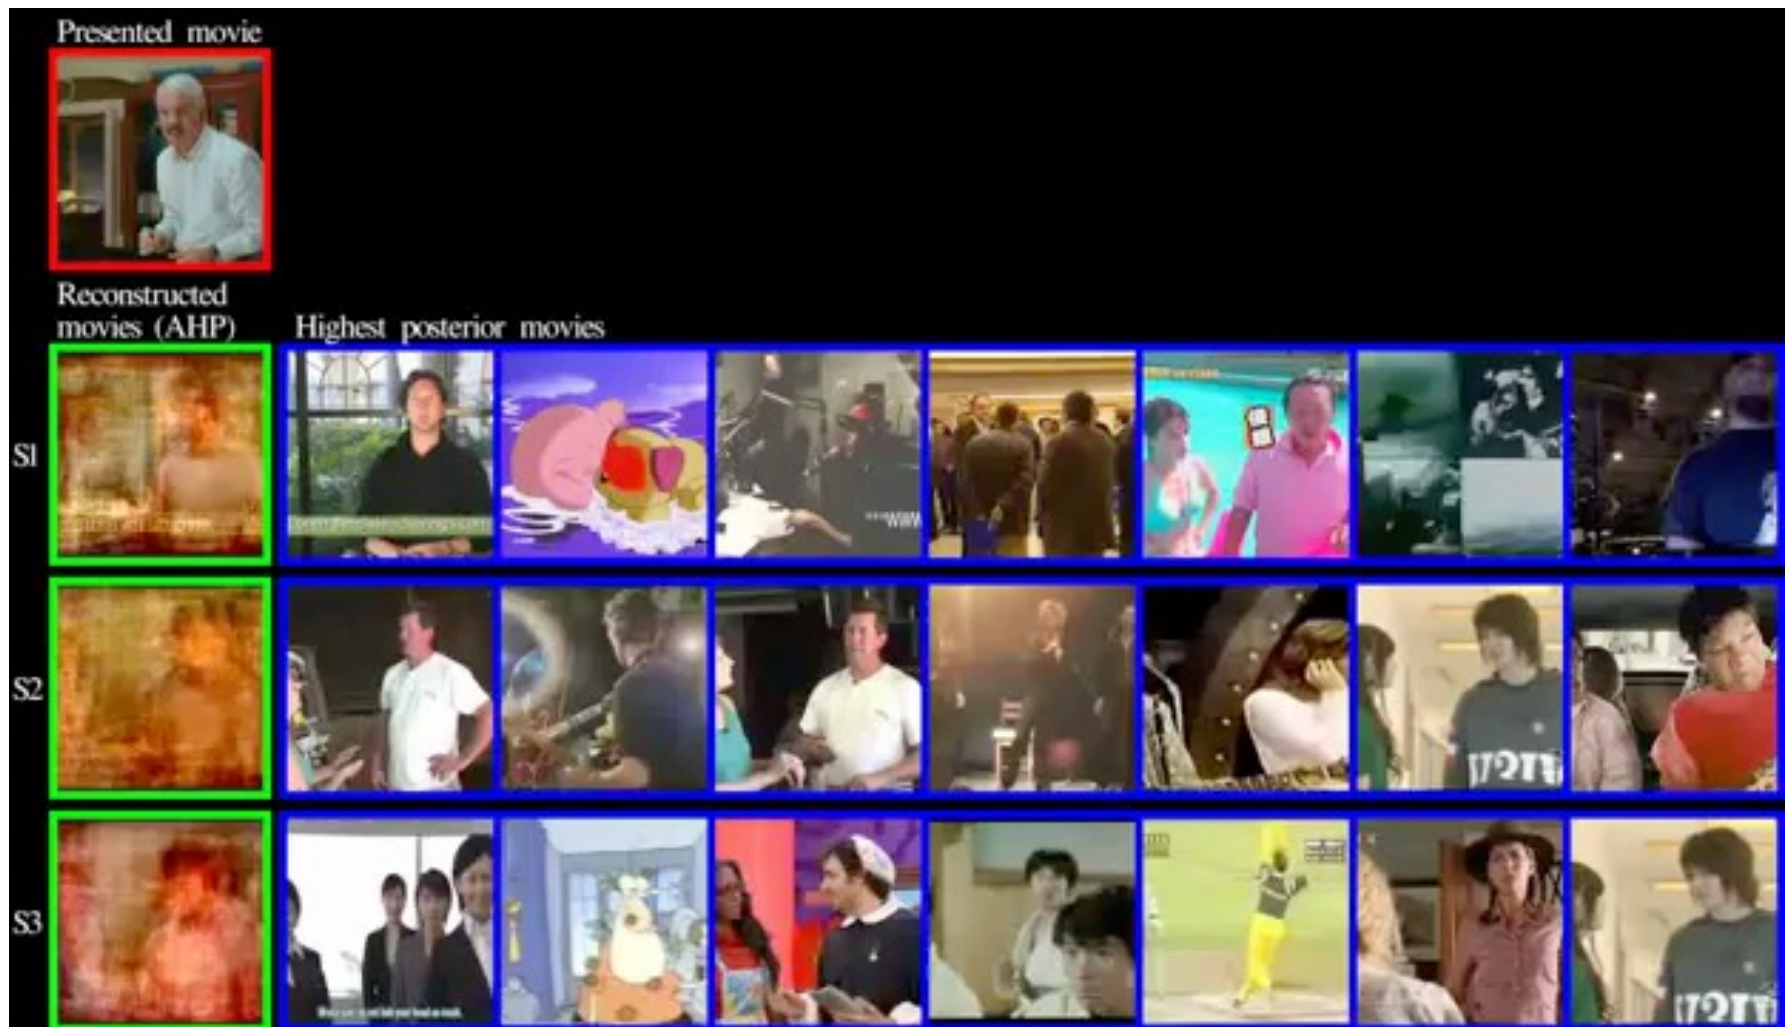 Presented movie
Reconstructed
movies (AHP)
Highest posterior movies
S1
S2
S3